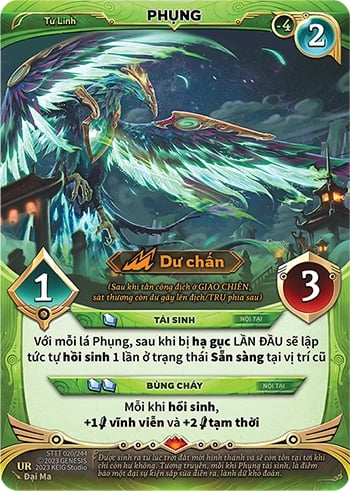 PHỤNG
Tứ Linh
-4
2
Dư chấn
(Sau khi tấn công địch ở GIAO CHIẾN,
sát thương còn dư gây lên địch/TRỤ phía sau)
1
3
TÁI SINH
NỘI TẠI
Với mỗi lá Phụng, sau khi bị hạ gục LẦN ĐẦU sẽ lập
tức tự hồi sinh 1 lần ở trạng thái Sẵn sàng tại vị trí cũ
BÙNG CHÁY
NỘI TẠI
Mỗi khi hồi sinh,
+1 vĩnh viễn và +2 tạm thời
STTT 020/244
©2023 GENESIS
2023 KEIG Studio
UR
Đại Ma
Được sinh ra từ lúc trời đất mới hình thành và sẽ còn tồn tại tới khi
chỉ còn hư không. Tương truyền, mỗi khi Phụng tái sinh, là điềm
báo một đại sự kiện sắp sửa diễn ra, lành dữ khó đoán.